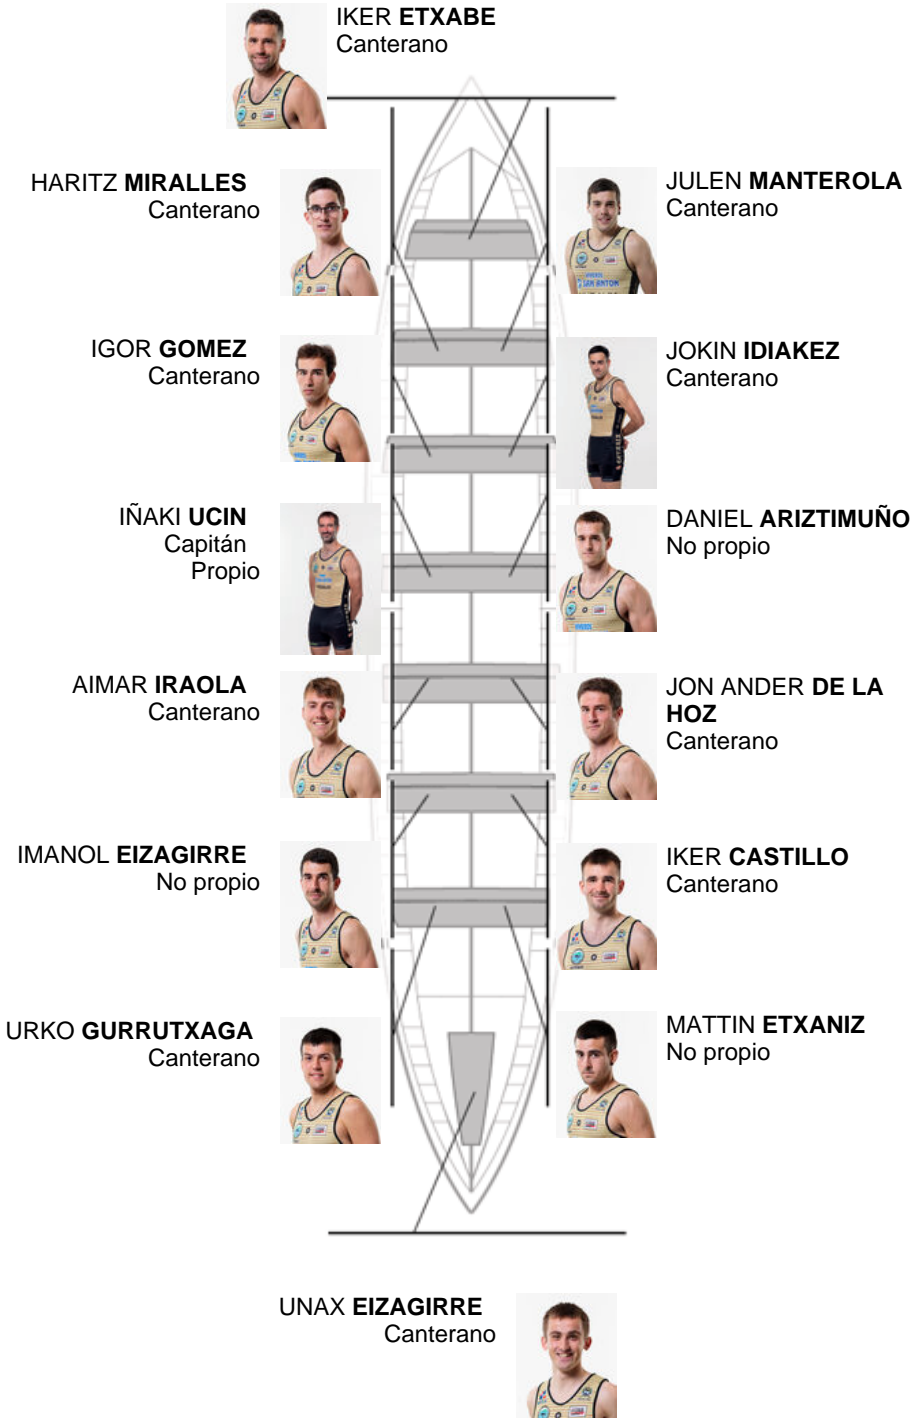 IKER ETXABE
Canterano
HARITZ MIRALLES
Canterano
JULEN MANTEROLA
Canterano
IGOR GOMEZ
Canterano
JOKIN IDIAKEZ
Canterano
IÑAKI UCIN
Capitán
Propio
DANIEL ARIZTIMUÑO
No propio
AIMAR IRAOLA
Canterano
JON ANDER DE LA
HOZ
Canterano
IMANOL EIZAGIRRE
No propio
IKER CASTILLO
Canterano
URKO GURRUTXAGA
Canterano
MATTIN ETXANIZ
No propio
UNAX EIZAGIRRE
Canterano
SAN ANTON